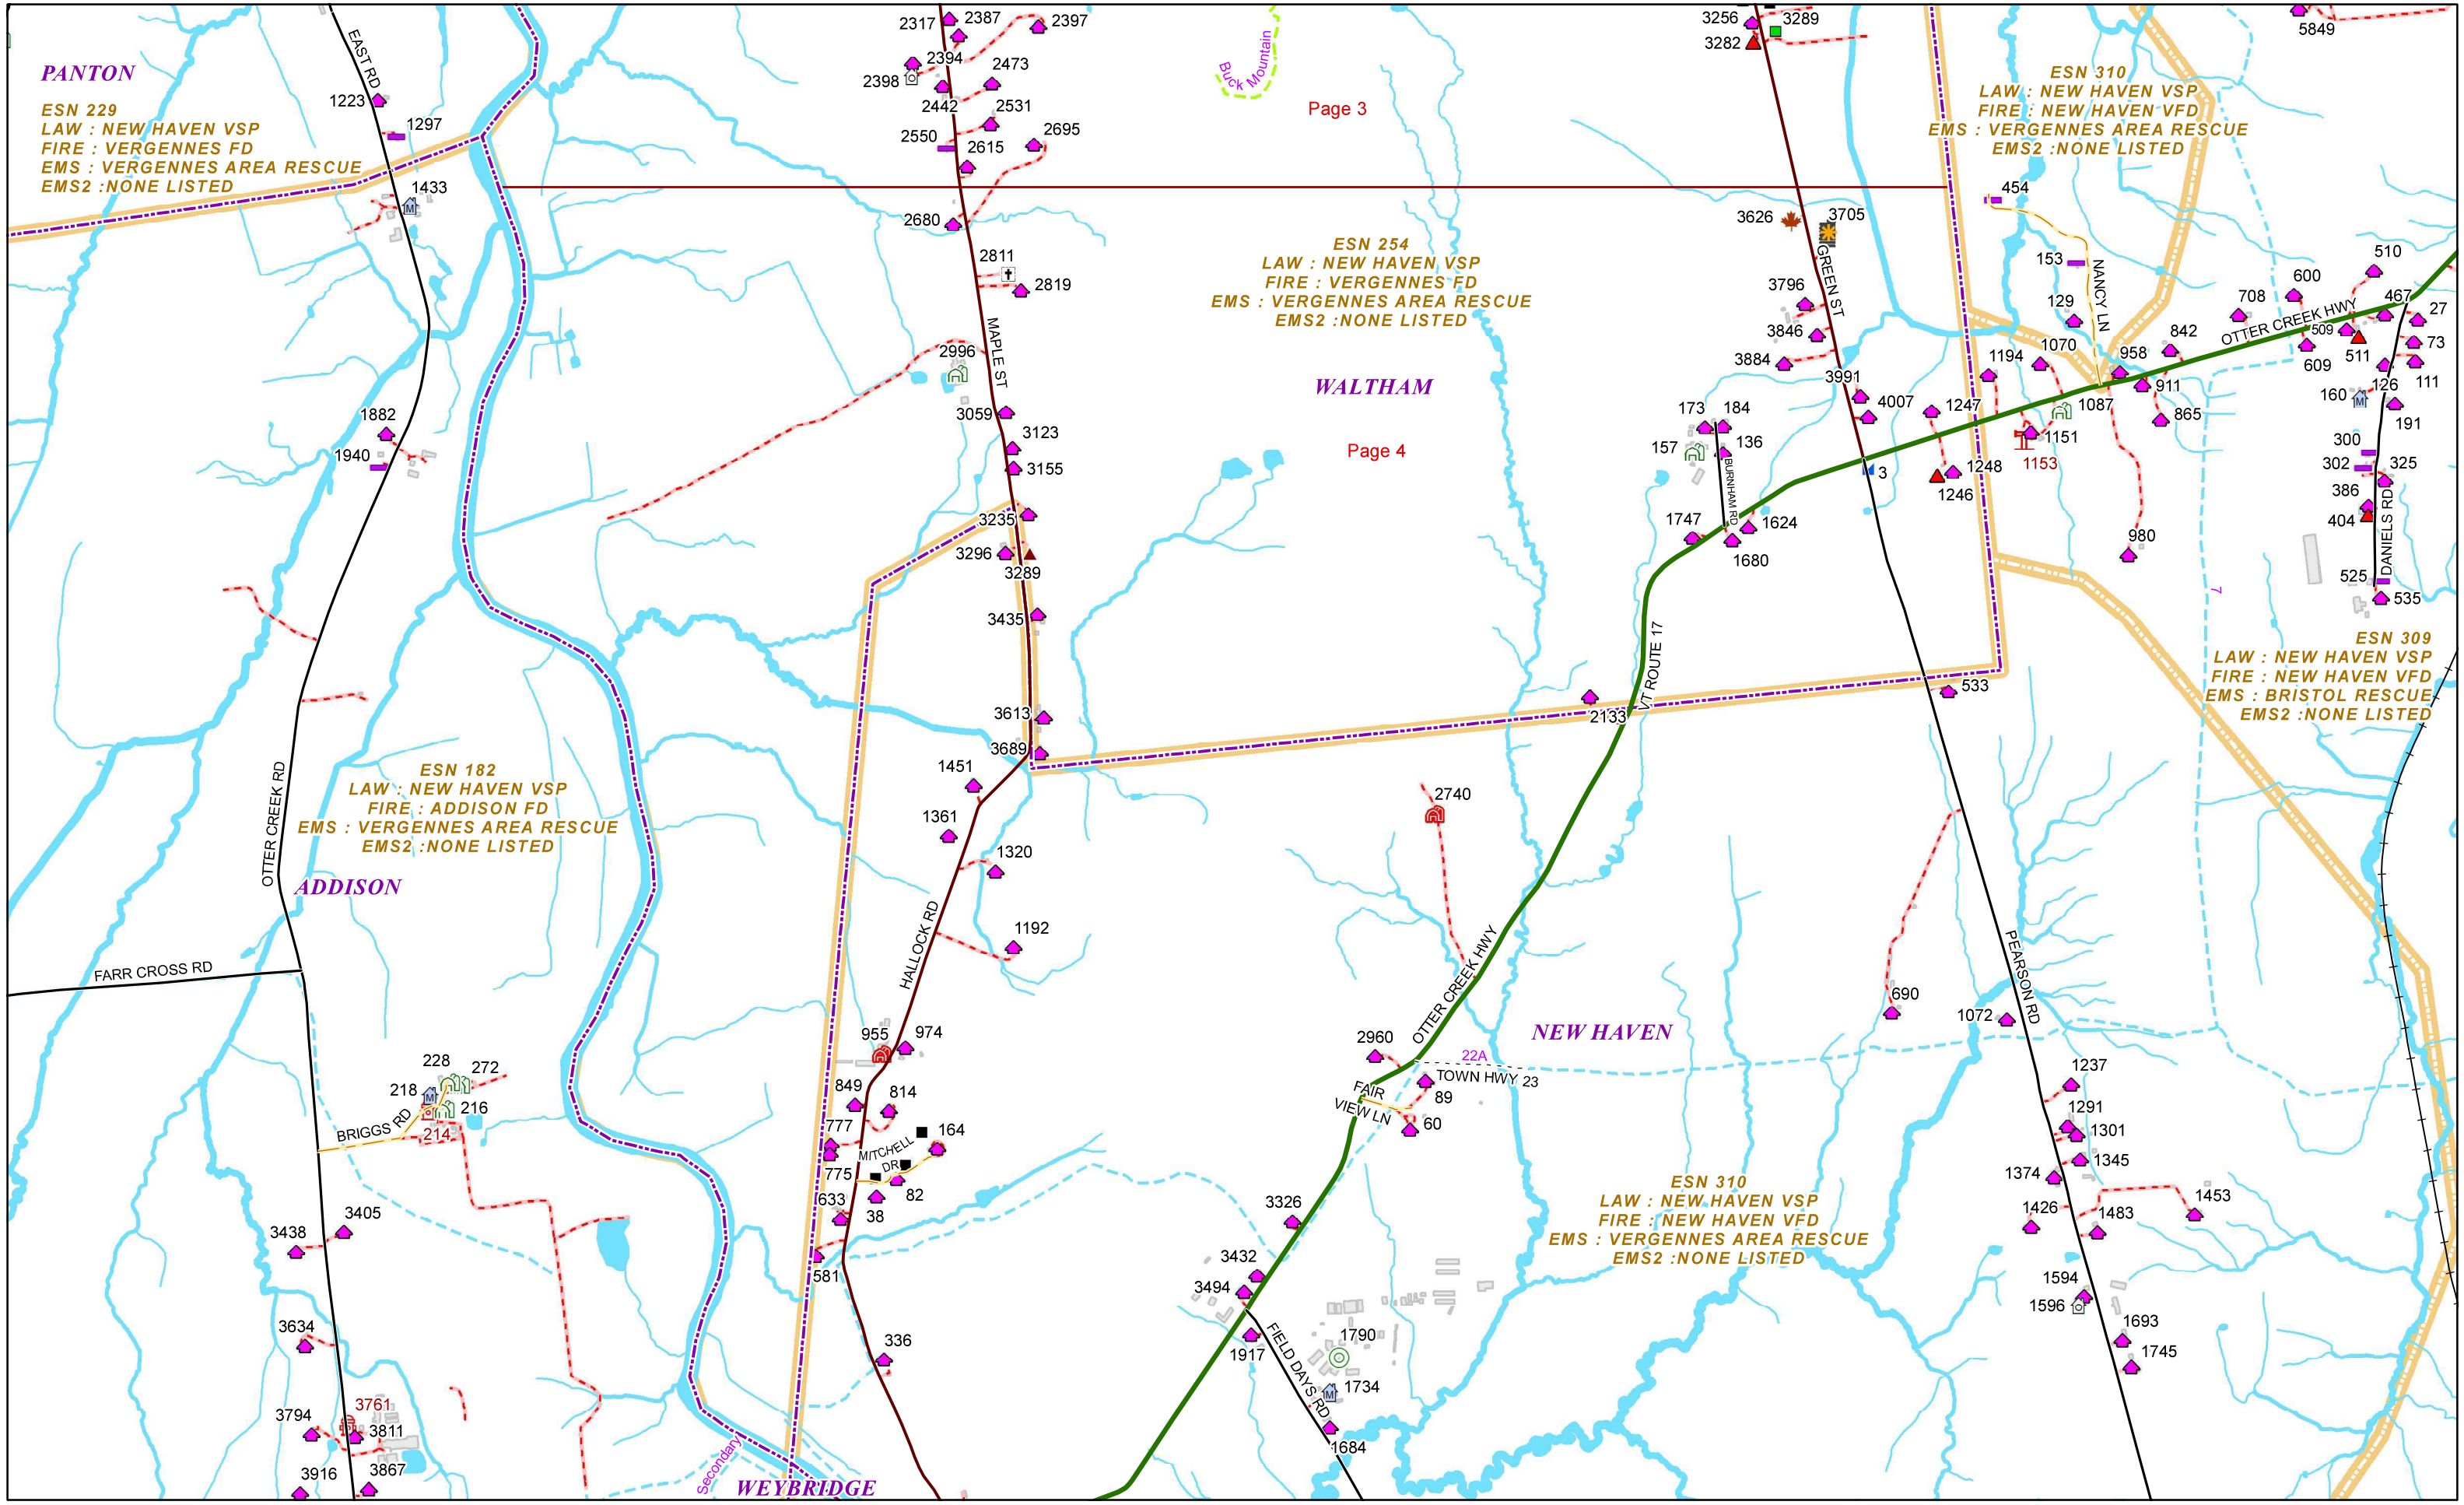 PANTON
ESN 229
LAW : NEW HAVEN VSP
FIRE : VERGENNES FD
EMS : VERGENNES AREA RESCUE
EMS2 :NONE LISTED
EAST RD
1223
1297
1433
1882
1940
OTTER CREEK RD
ESN 182
LAW : NEW HAVEN VSP
FIRE : ADDISON FD
EMS : VERGENNES AREA RESCUE
EMS2 :NONE LISTED
ADDISON
FARR CROSS RD
228
272
218
216
BRIGGS RD
214
3405
3438
3634
3761
3794
3811
3916
3867
2317
2387
2397
2394
2398
2473
2442
2531
2550
2695
2615
2680
2811
2819
MAPLE ST
2996
3059
3123
3155
3235
3296
3289
3435
3613
3689
1451
1361
1320
1192
HALLOCK RD
955
974
849
814
777
164
MITCHELL
DR
775
82
633
38
581
336
Secondary
WEYBRIDGE
Buck Mountain
Page 3
ESN 254
LAW : NEW HAVEN VSP
FIRE : VERGENNES FD
EMS : VERGENNES AREA RESCUE
EMS2 :NONE LISTED
WALTHAM
Page 4
3256
3289
3282
3626
3705
GREEN ST
3796
3846
3884
3991
4007
173
184
157
136
BURNHAM RD
3
1747
1624
1680
1247
1248
1246
VT ROUTE 17
2133
533
2740
OTTER CREEK HWY
2960
22A
TOWN HWY 23
FAIR
VIEW LN
89
60
NEW HAVEN
690
1072
PEARSON RD
1237
1291
1301
1345
1374
1453
1426
1483
1594
1596
1693
1745
3326
3432
3494
1917
FIELD DAYS RD
1790
1734
1684
ESN 310
LAW : NEW HAVEN VSP
FIRE : NEW HAVEN VFD
EMS : VERGENNES AREA RESCUE
EMS2 :NONE LISTED
5849
ESN 310
LAW : NEW HAVEN VSP
FIRE : NEW HAVEN VFD
EMS : VERGENNES AREA RESCUE
EMS2 :NONE LISTED
454
153
NANCY LN
129
510
600
708
467
27
OTTER CREEK HWY
509
842
73
511
609
958
1070
1194
111
126
911
160
1087
865
191
1151
1153
300
302
325
386
404
980
DANIELS RD
525
535
7
ESN 309
LAW : NEW HAVEN VSP
FIRE : NEW HAVEN VFD
EMS : BRISTOL RESCUE
EMS2 :NONE LISTED